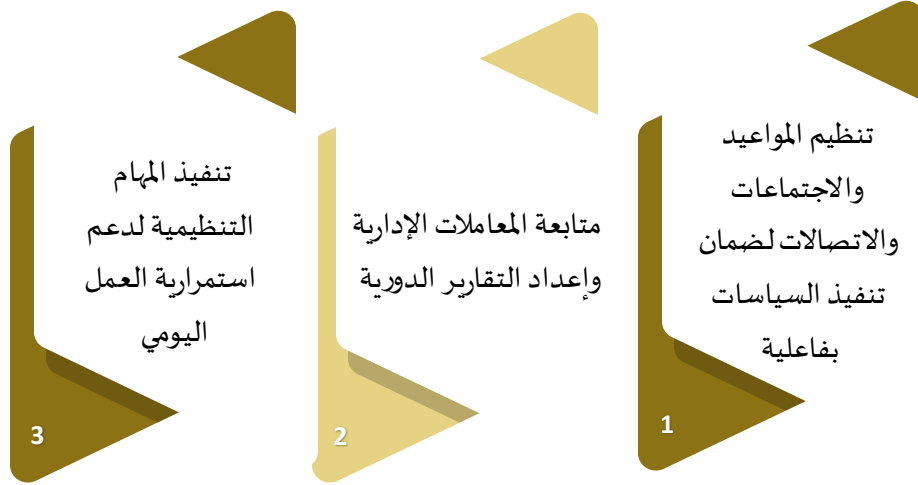 تنظيم المواعيد
والاجتماعات
والاتصالات لضمان
تنفيذ السياسات
بفاعلية
1
متابعة المعاملات الإدارية
وإعداد التقارير الدورية
2
تنفيذ المهام
التنظيمية لدعم
استمرارية العمل
اليومي
3